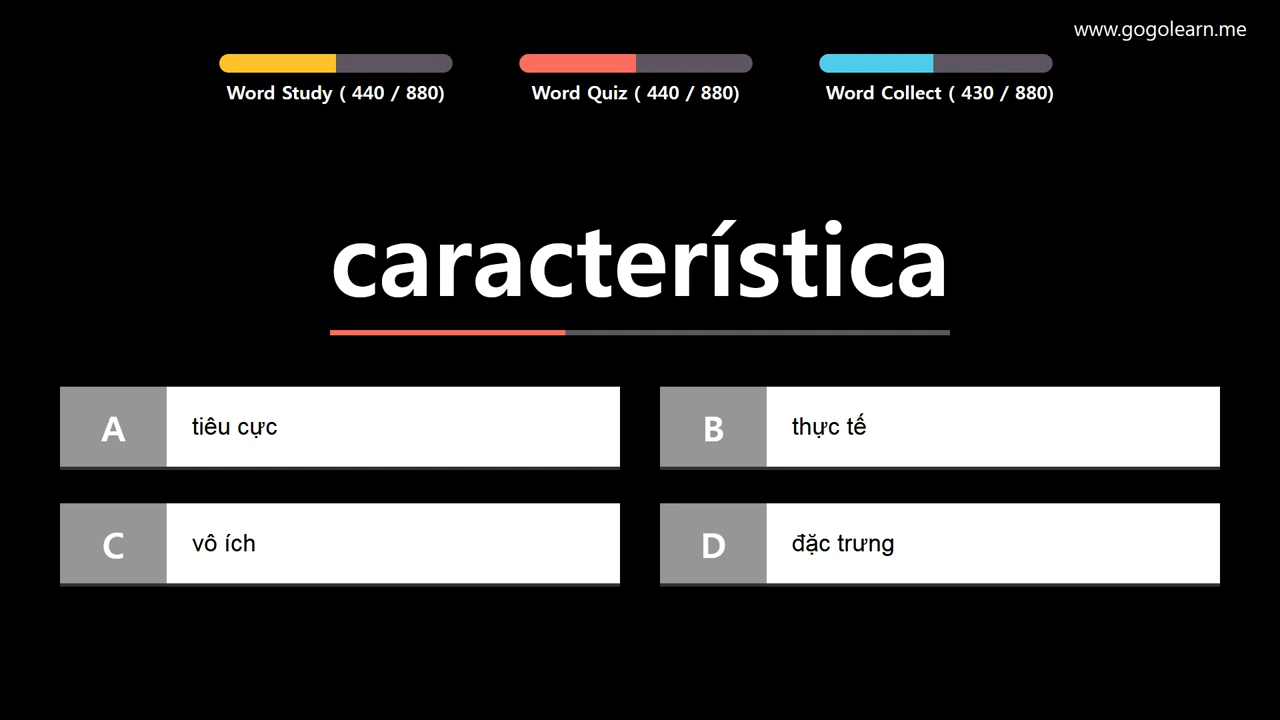 www.gogolearn.me
Word Study ( 440 / 880)
Word Quiz ( 440 / 880)
Word Collect ( 430 / 880)
característica
A tiêu cực
B thực tế
C vô ích
D đặc trưng